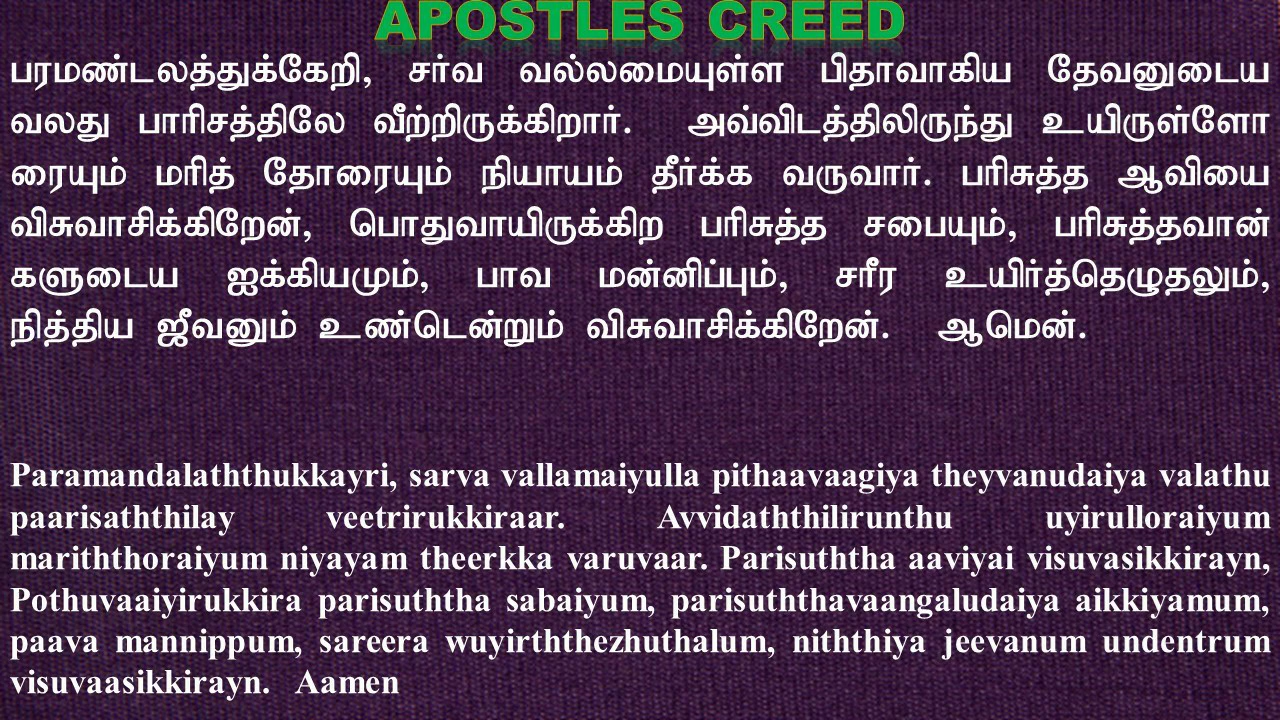 APOSTLES CREED
பரமண்டலத்துக்கேறி, சர்வ வல்லமையுள்ள பிதாவாகிய தேவனுடைய
வலது பாரிசத்திலே வீற்றிருக்கிறார். அவ்விடத்திலிருந்து உயிருள்ளோ
ரையும் மரித் தோரையும் நியாயம் தீர்க்க வருவார். பரிசுத்த ஆவியை
விசுவாசிக்கிறேன், பொதுவாயிருக்கிற பரிசுத்த சபையும், பரிசுத்தவான்
களுடைய ஐக்கியமும், பாவ மன்னிப்பும், சரீர உயிர்த்தெழுதலும்,
நித்திய ஜீவனும் உண்டென்றும் விசுவாசிக்கிறேன். ஆமென்.
Paramandalaththukkayri, sarva vallamaiyulla pithaavaagiya theyvanudaiya valathu
paarisaththilay veetrirukkiraar. Avvidaththilirunthu uyirulloraiyum
mariththoraiyum niyayam theerkka varuvaar. Parisuththa aaviyai visuvasikkirayn,
Pothuvaaiyirukkira parisuththa sabaiyum, parisuththavaangaludaiya aikkiyamum,
paava mannippum, sareera wuyirththezhuthalum, niththiya jeevanum undentrum
visuvaasikkirayn. Aamen